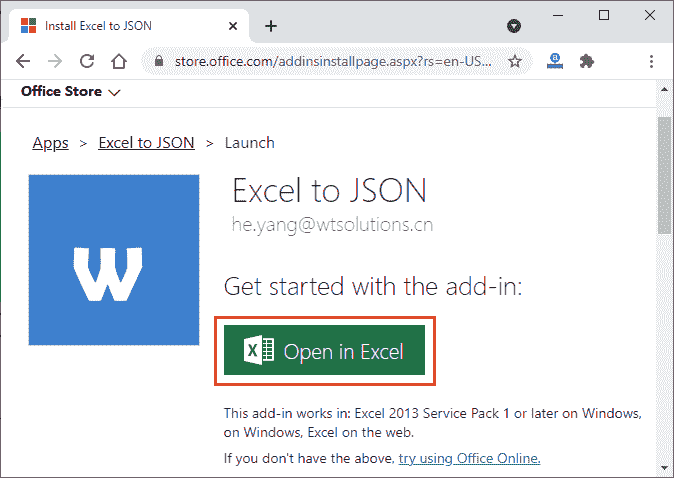 Install Excel to JSON
store.office.com/addinsinstallpage.aspx?rs=en-US...
Office Store
Apps > Excel to JSON > Launch
W
Excel to JSON
he.yang@wtsolutions.cn
Get started with the add-in:
Open in Excel
This add-in works in: Excel 2013 Service Pack 1 or later on Windows,
on Windows, Excel on the web.
If you don't have the above, try using Office Online.